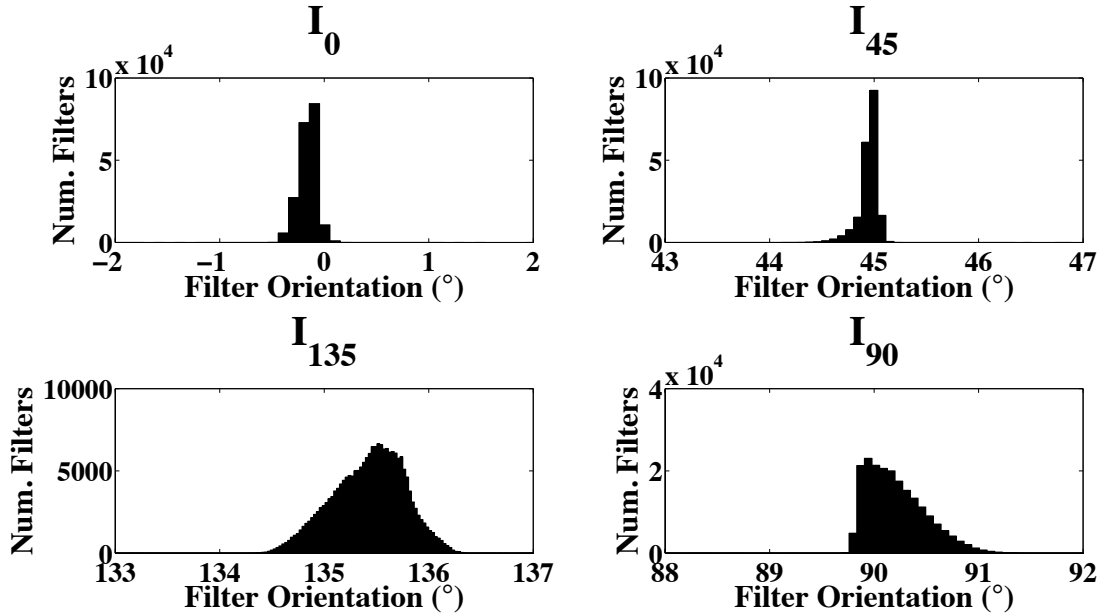 I0
x 10^4
10
5
0
Num. Filters
−2 −1 0 1 2
Filter Orientation (°)
I45
x 10^4
10
5
0
Num. Filters
43 44 45 46 47
Filter Orientation (°)
I135
10000
5000
0
Num. Filters
133 134 135 136 137
Filter Orientation (°)
I90
x 10^4
4
2
0
Num. Filters
88 89 90 91 92
Filter Orientation (°)